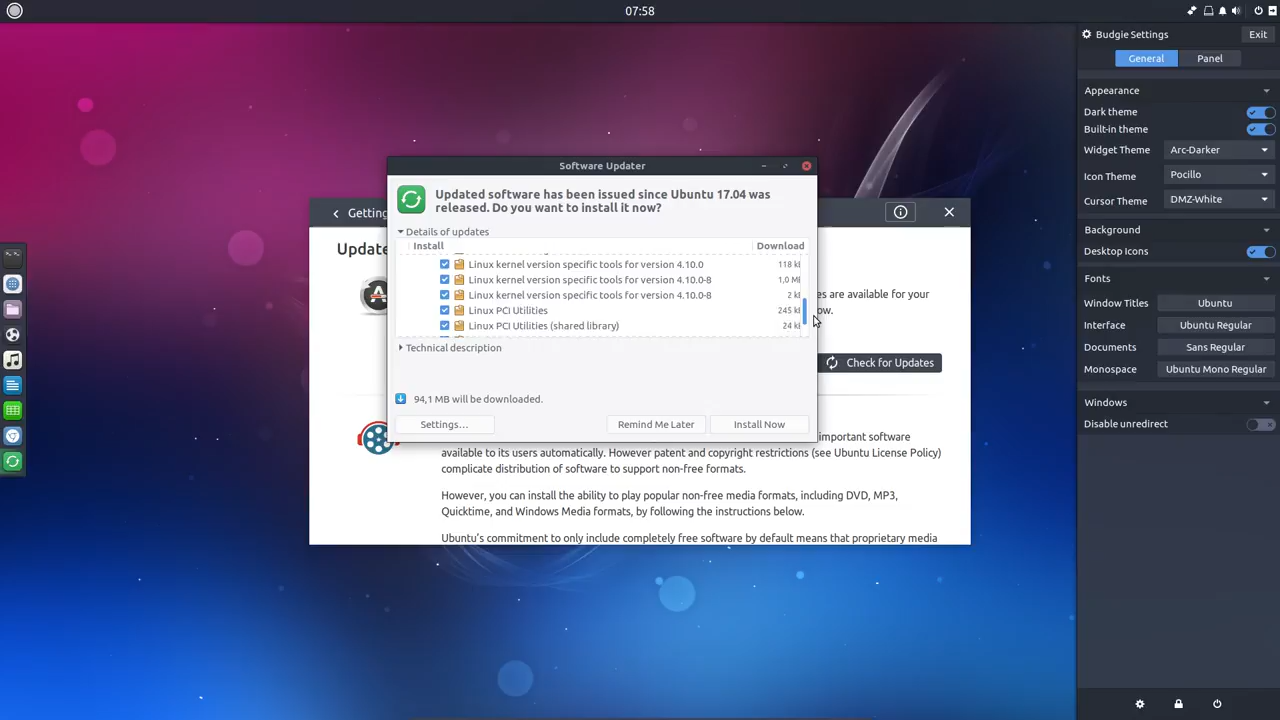 07:58
Budgie Settings
Exit
General
Panel
Appearance
Dark theme
Built-in theme
Widget Theme
Arc-Darker
Icon Theme
Pocillo
Cursor Theme
DMZ-White
Background
Desktop Icons
Fonts
Window Titles
Ubuntu
Interface
Ubuntu Regular
Documents
Sans Regular
Monospace
Ubuntu Mono Regular
Windows
Disable unredirect
Software Updater
Updated software has been issued since Ubuntu 17.04 was
released. Do you want to install it now?
Details of updates
Install
Download
Linux kernel version specific tools for version 4.10.0
118 k
Linux kernel version specific tools for version 4.10.0-8
1,0 M
Linux kernel version specific tools for version 4.10.0-8
2 k
Linux PCI Utilities
245 k
Linux PCI Utilities (shared library)
24 k
Technical description
94,1 MB will be downloaded.
Settings...
Remind Me Later
Install Now
Getting
Update
es are available for your
ow.
Check for Updates
important software
available to its users automatically. However patent and copyright restrictions (see Ubuntu License Policy)
complicate distribution of software to support non-free formats.
However, you can install the ability to play popular non-free media formats, including DVD, MP3,
Quicktime, and Windows Media formats, by following the instructions below.
Ubuntu's commitment to only include completely free software by default means that proprietary media